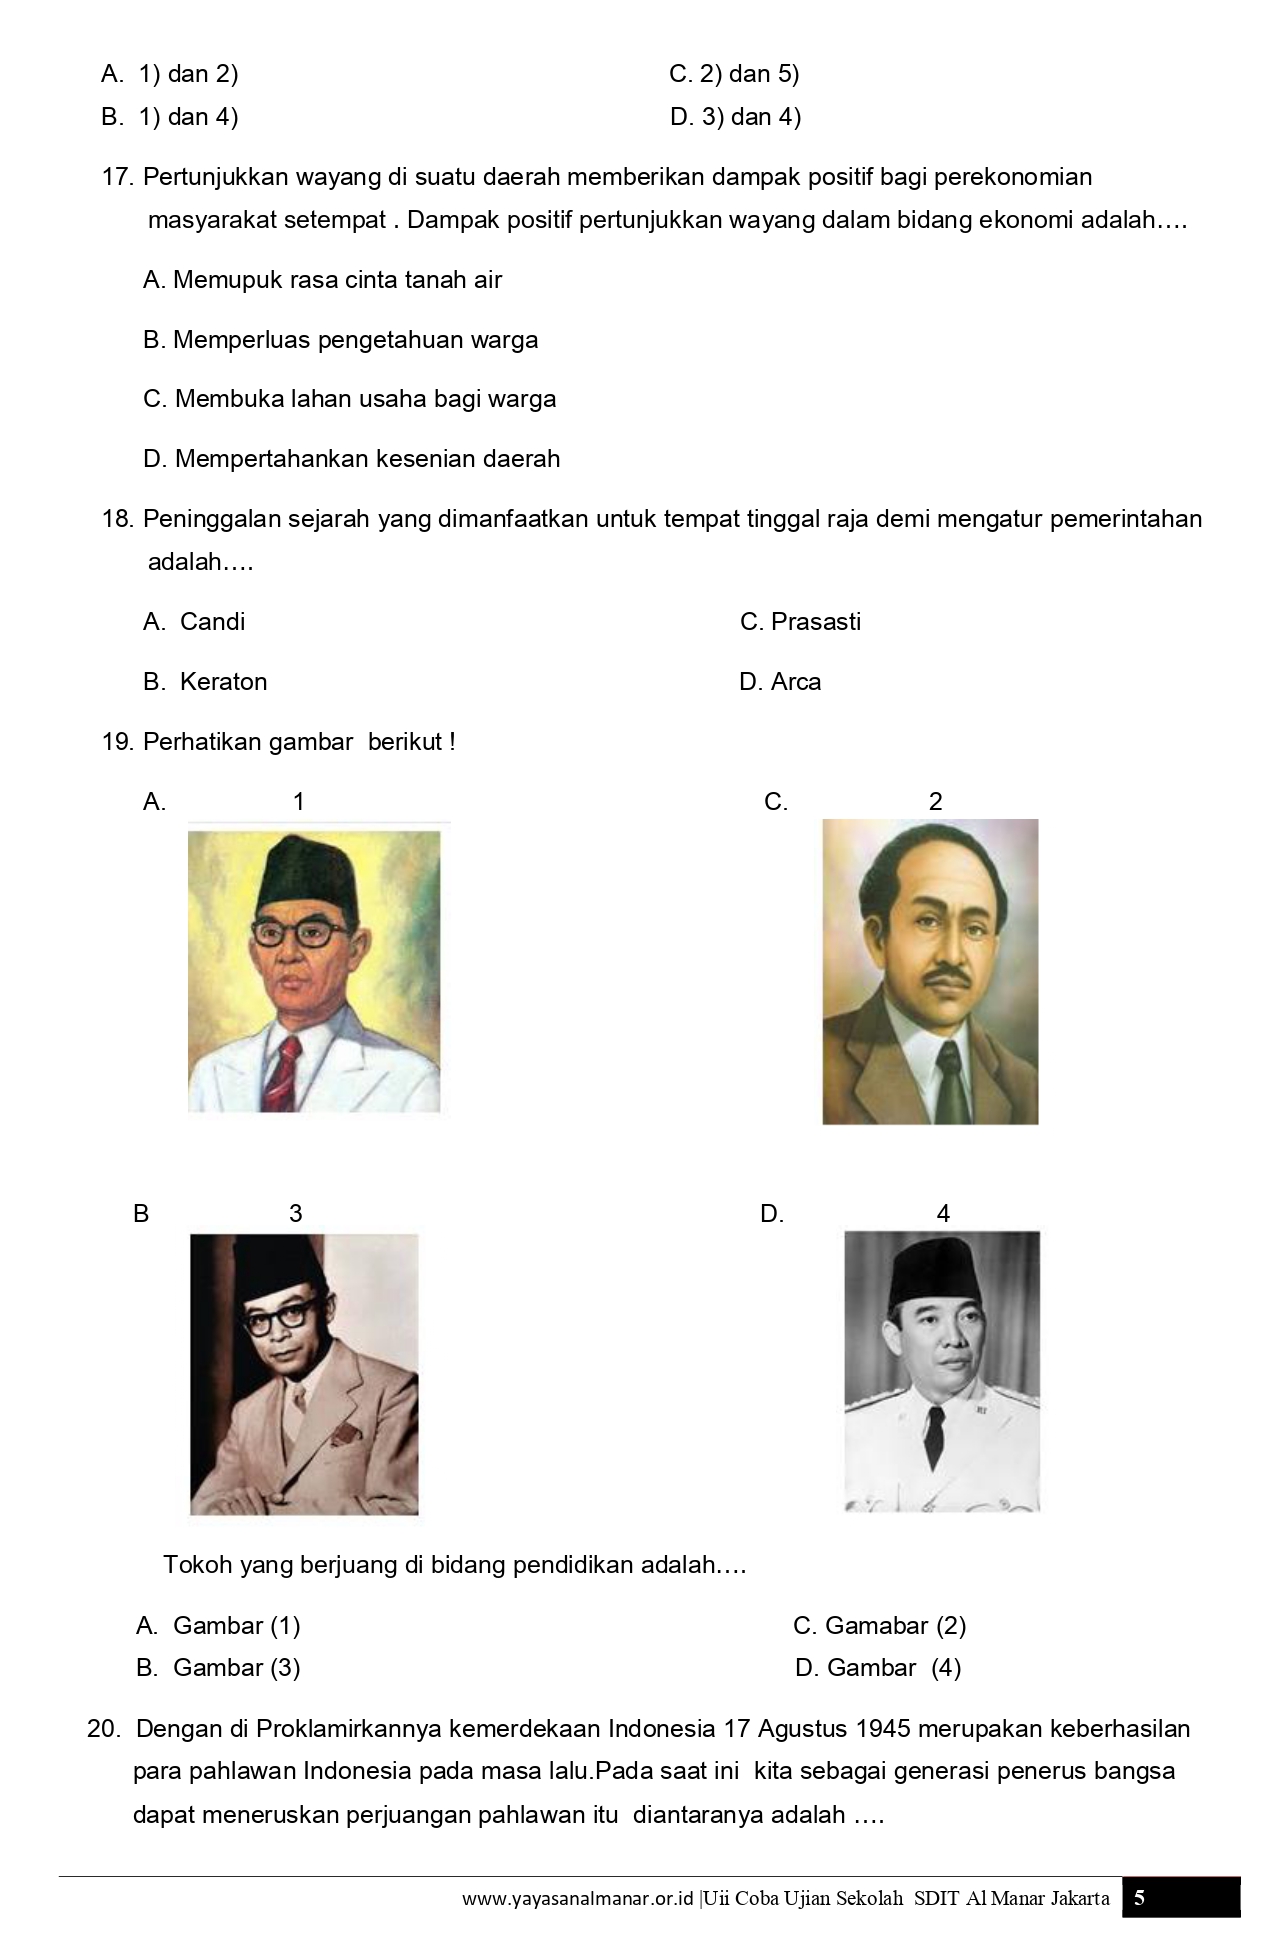 A. 1) dan 2) C. 2) dan 5)
B. 1) dan 4) D. 3) dan 4)
17. Pertunjukkan wayang di suatu daerah memberikan dampak positif bagi perekonomian
masyarakat setempat . Dampak positif pertunjukkan wayang dalam bidang ekonomi adalah….
A. Memupuk rasa cinta tanah air
B. Memperluas pengetahuan warga
C. Membuka lahan usaha bagi warga
D. Mempertahankan kesenian daerah
18. Peninggalan sejarah yang dimanfaatkan untuk tempat tinggal raja demi mengatur pemerintahan
adalah….
A. Candi C. Prasasti
B. Keraton D. Arca
19. Perhatikan gambar berikut !
A. 1 C. 2
B 3 D. 4
Tokoh yang berjuang di bidang pendidikan adalah….
A. Gambar (1) C. Gamabar (2)
B. Gambar (3) D. Gambar (4)
20. Dengan di Proklamirkannya kemerdekaan Indonesia 17 Agustus 1945 merupakan keberhasilan
para pahlawan Indonesia pada masa lalu.Pada saat ini kita sebagai generasi penerus bangsa
dapat meneruskan perjuangan pahlawan itu diantaranya adalah ….
www.yayasanalmanar.or.id |Uii Coba Ujian Sekolah SDIT Al Manar Jakarta 5